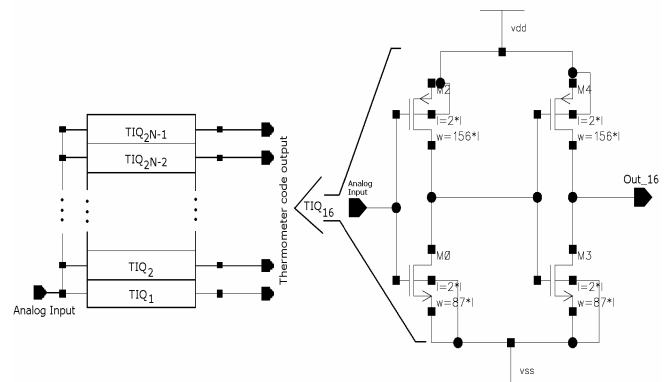 TIQ2N-1
TIQ2N-2
TIQ2
TIQ1
Analog Input
Thermometer code output
TIQ16
Analog
Input
vdd
M2
l=2*l
w=156*l
M4
l=2*l
w=156*l
Out_16
M0
l=2*l
w=87*l
M3
l=2*l
w=87*l
vss